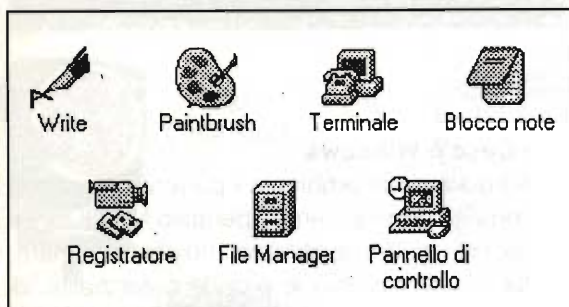 Write Paintbrush Terminale Blocco note
Registratore File Manager Pannello di
controllo